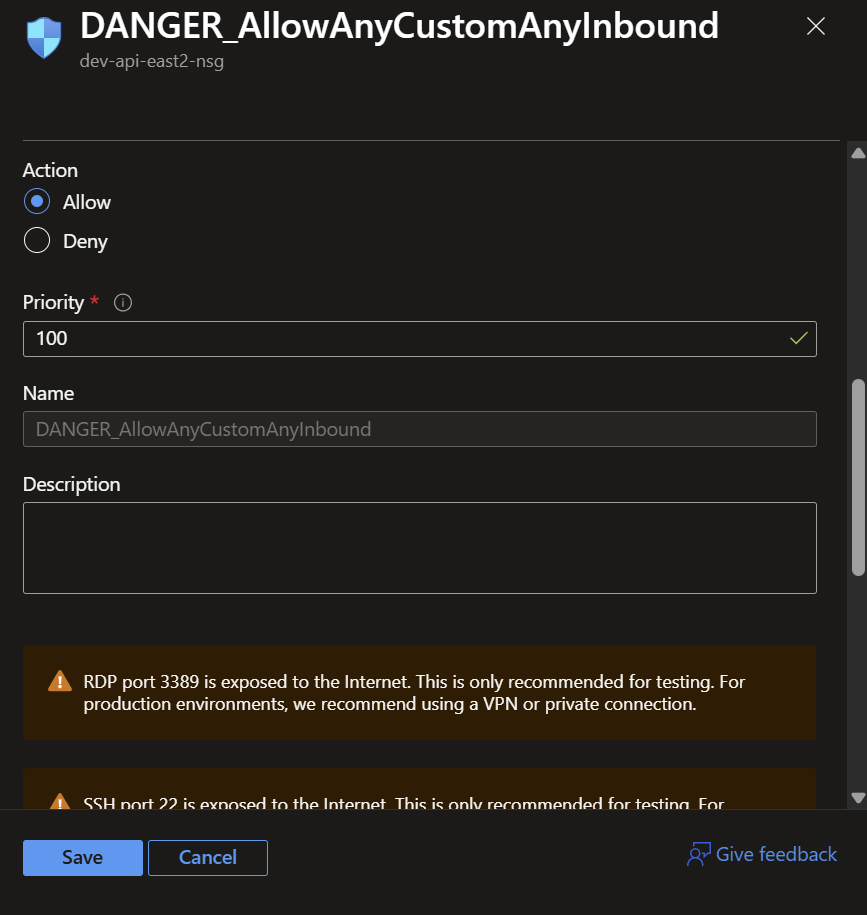 DANGER_AllowAnyCustomAnyInbound
dev-api-east2-nsg
Action
Allow
Deny
Priority *
100
Name
DANGER_AllowAnyCustomAnyInbound
Description
RDP port 3389 is exposed to the Internet. This is only recommended for testing. For
production environments, we recommend using a VPN or private connection.
SSH port 22 is exposed to the Internet. This is only recommended for testing. For
Save
Cancel
Give feedback